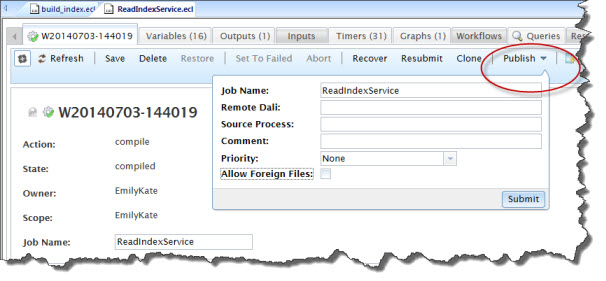 build_index.ecl ReadIndexService.ecl
W20140703-144019 Variables (16) Outputs (1) Inputs Timers (31) Graphs (1) Workflows Queries
Refresh Save Delete Restore Set To Failed Abort Recover Resubmit Clone Publish
Job Name: ReadIndexService
Remote Dali:
Source Process:
Comment:
Priority: None
Allow Foreign Files:
Submit
W20140703-144019
Action: compile
State: compiled
Owner: EmilyKate
Scope: EmilyKate
Job Name: ReadIndexService